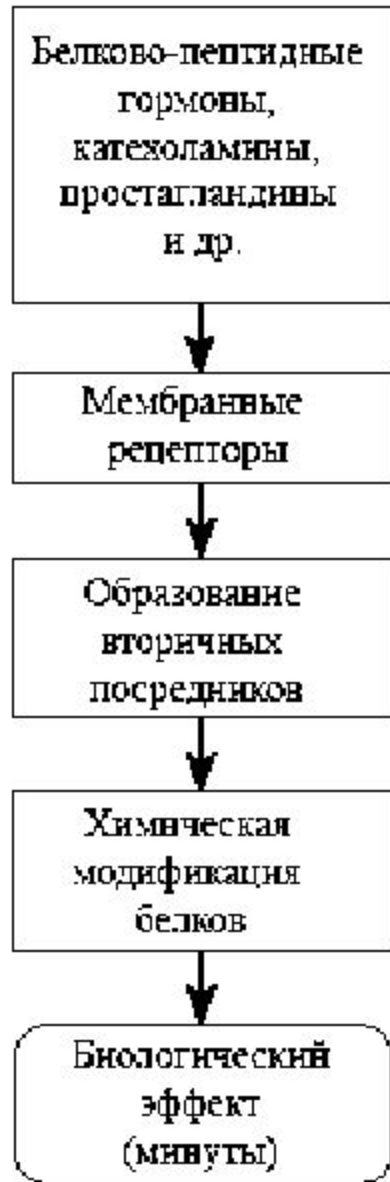 Белково-пептидные
гормоны,
катехоламины,
простагландины
и др.
Мембранные
рецепторы
Образование
вторичных
посредников
Химическая
модификация
белков
Биологический
эффект
(минуты)